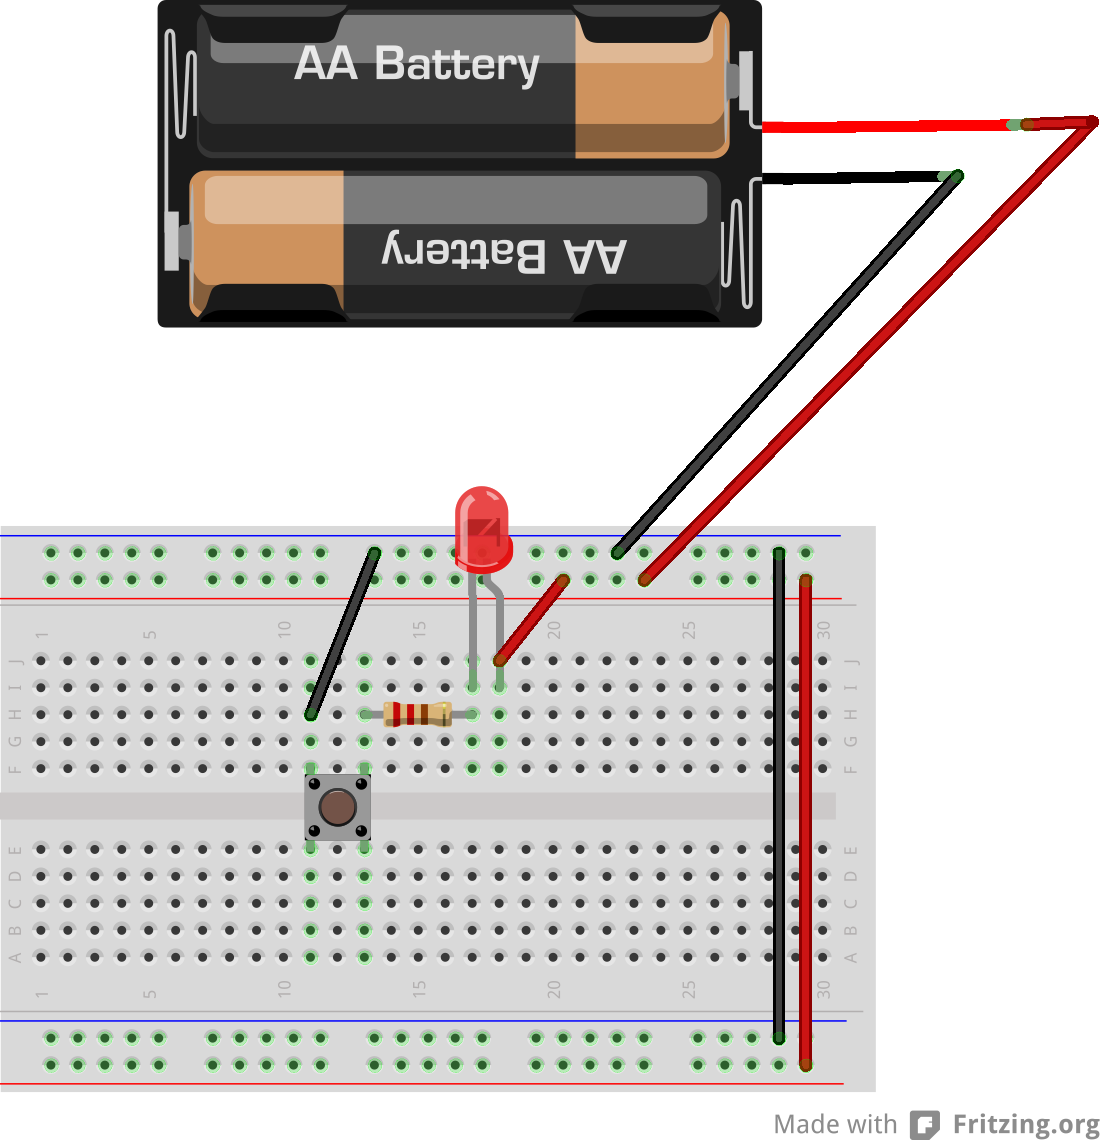 AA Battery
AA Battery
1 5 10 15 20 25 30
J J
I I
H H
G G
F F
E E
D D
C C
B B
A A
1 5 10 15 20 25 30
Made with Fritzing.org